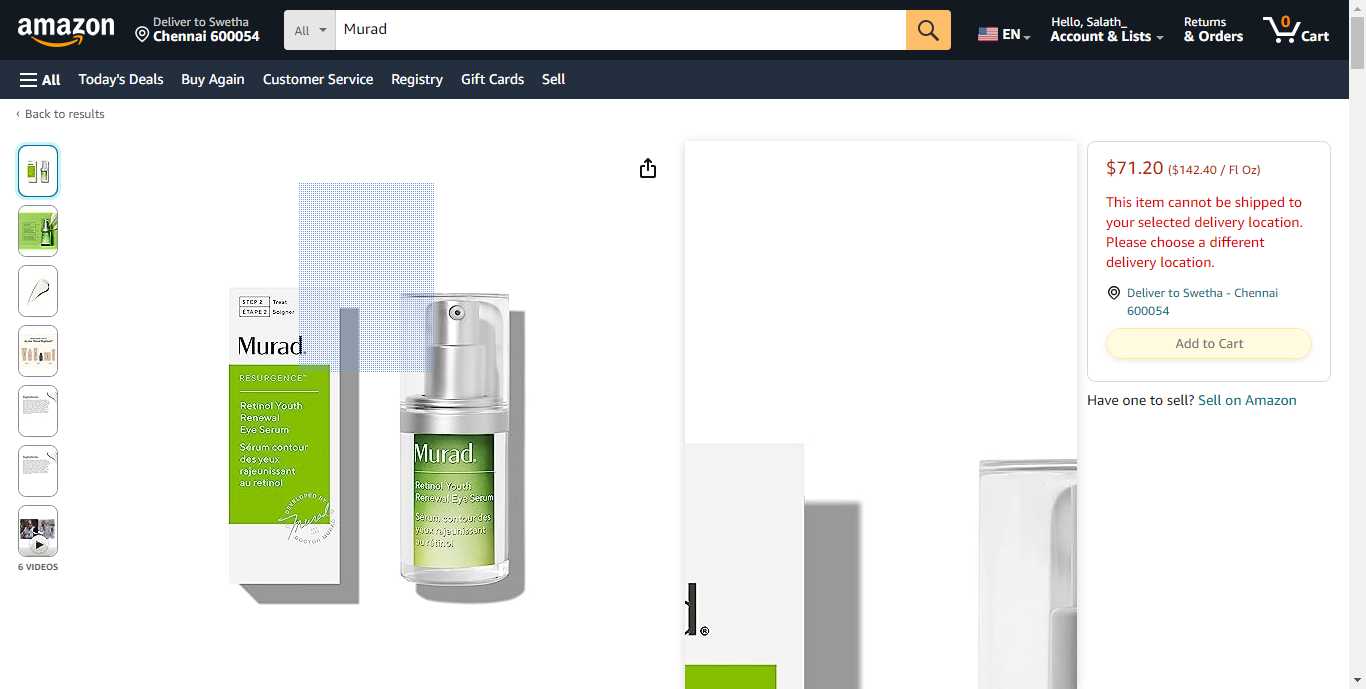 amazon
Deliver to Swetha
Chennai 600054
All
Murad
EN
Hello, Salath_
Account & Lists
Returns
& Orders
0
Cart
All
Today's Deals
Buy Again
Customer Service
Registry
Gift Cards
Sell
‹ Back to results
6 VIDEOS
STEP 2 Treat
ÉTAPE 2 Soigner
Murad.
RESURGENCE™
Retinol Youth
Renewal
Eye Serum
Sérum contour
des yeux
rajeunissant
au rétinol
DEVELOPED BY
Murad
DOCTOR MURAD
Murad.
Retinol Youth
Renewal Eye Serum
Sérum contour des
yeux rajeunissant
au rétinol
d.®
$71.20 ($142.40 / Fl Oz)
This item cannot be shipped to
your selected delivery location.
Please choose a different
delivery location.
Deliver to Swetha - Chennai
600054
Add to Cart
Have one to sell? Sell on Amazon